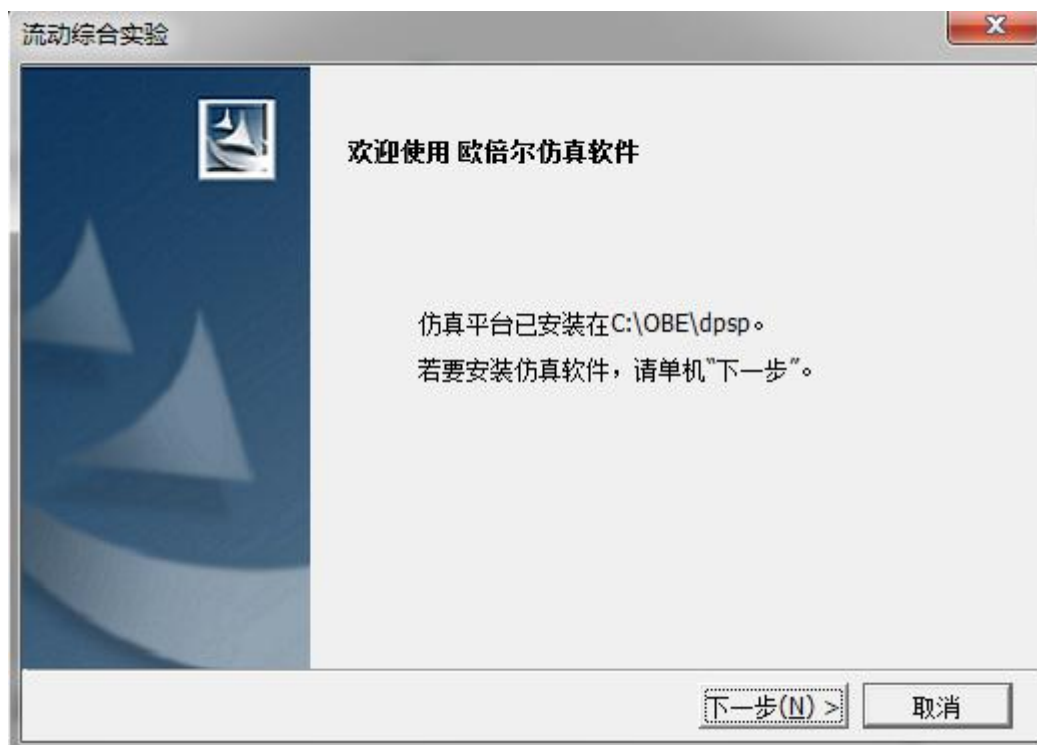 流动综合实验
欢迎使用 欧倍尔仿真软件
仿真平台已安装在C:\OBE\dpsp。
若要安装仿真软件，请单机"下一步"。
下一步(N) >
取消